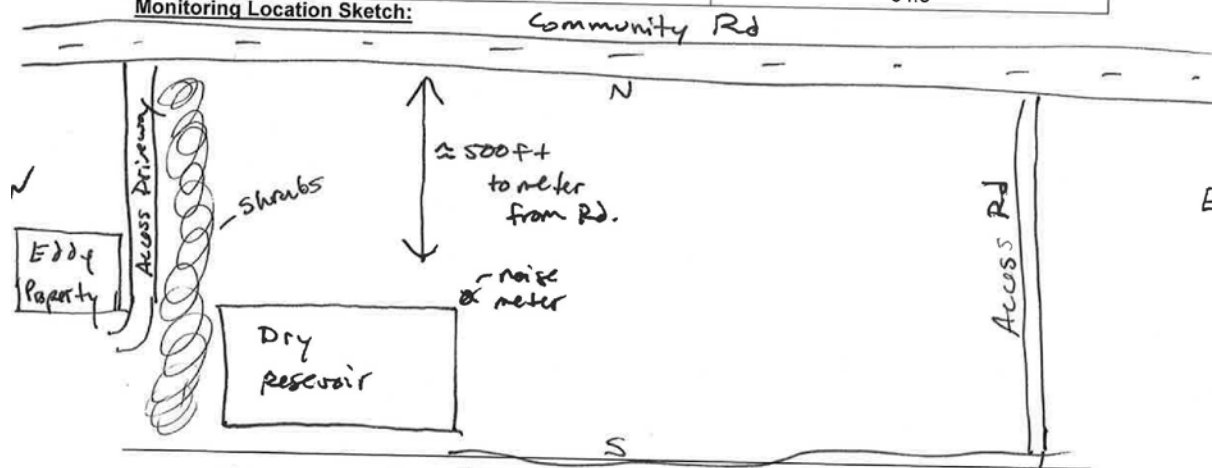 Monitoring Location Sketch:
Community Rd
N
≈ 500 ft
to meter
from Rd.
Access Driveway
shrubs
Eddy
Property
noise
meter
Dry
Reservoir
Access Rd
E
S